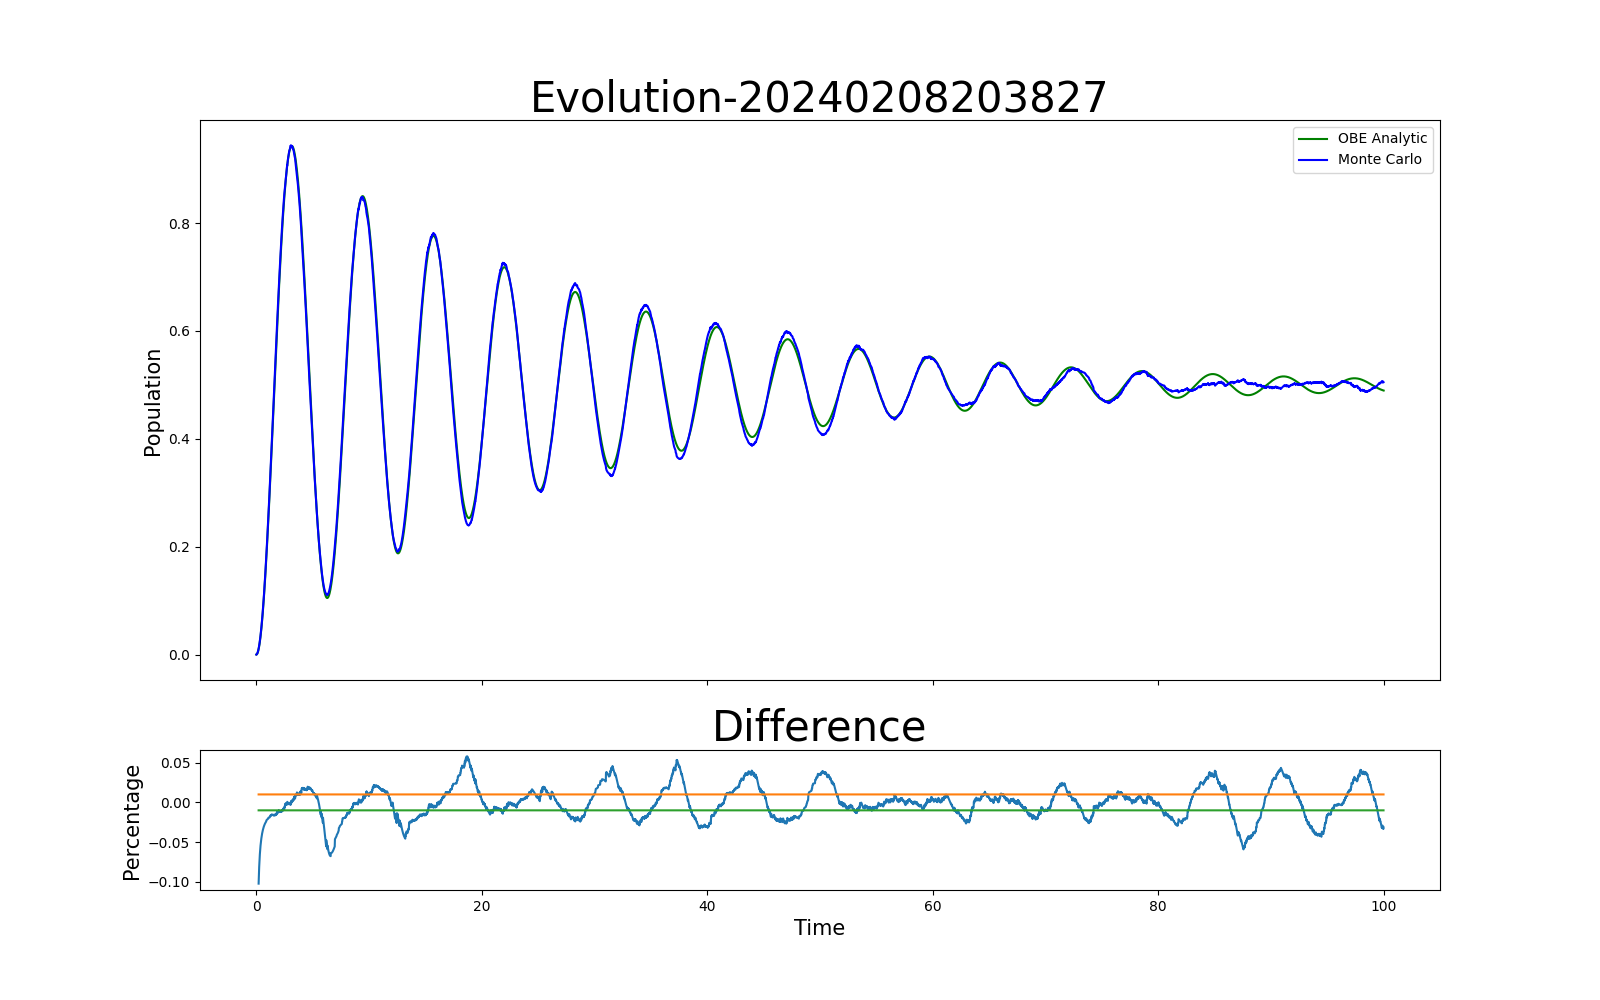 Evolution-20240208203827
OBE Analytic
Monte Carlo
Population
0.8
0.6
0.4
0.2
0.0
Difference
Percentage
0.05
0.00
−0.05
−0.10
0 20 40 60 80 100
Time